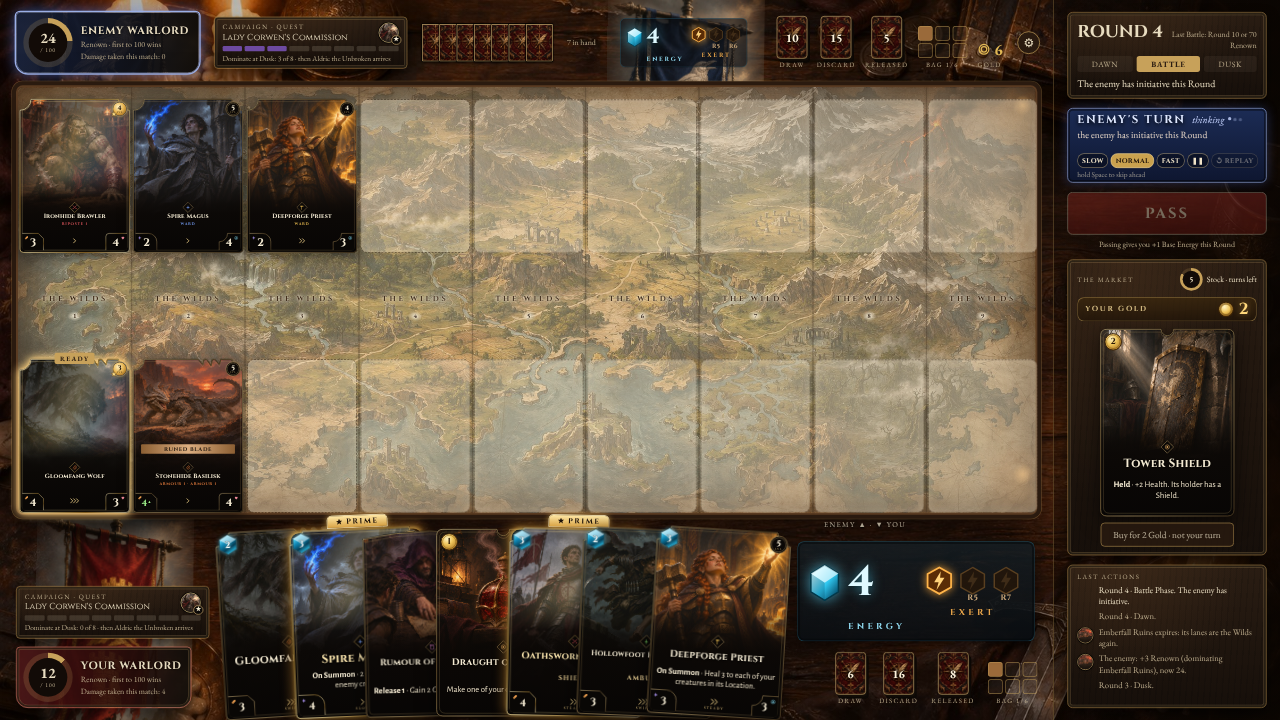 24
/ 100
ENEMY WARLORD
Renown · first to 100 wins
Damage taken this match: 0
CAMPAIGN · QUEST
LADY CORWEN'S COMMISSION
Dominate at Dusk: 3 of 8 · then Aldric the Unbroken arrives
7 in hand
4
ENERGY
R5
R6
EXERT
10
DRAW
15
DISCARD
5
RELEASED
BAG 1/6
6
GOLD
ROUND 4
Last Battle: Round 10 or 70 Renown
DAWN
BATTLE
DUSK
The enemy has initiative this Round
ENEMY'S TURN
thinking
the enemy has initiative this Round
SLOW
NORMAL
FAST
REPLAY
hold Space to skip ahead
PASS
Passing gives you +1 Base Energy this Round
THE MARKET
5
Stock · turns left
YOUR GOLD
2
2
TOWER SHIELD
Held · +2 Health. Its holder has a Shield.
Buy for 2 Gold · not your turn
LAST ACTIONS
Round 4 · Battle Phase. The enemy has initiative.
Round 4 · Dawn.
Emberfall Ruins expires: its lanes are the Wilds again.
The enemy: +3 Renown (dominating Emberfall Ruins), now 24.
Round 3 · Dusk.
4
IRONHIDE BRAWLER
RIPOSTE 1
3
4
5
SPIRE MAGUS
WARD
2
4
4
DEEPFORGE PRIEST
WARD
2
3
THE WILDS
1
THE WILDS
2
THE WILDS
3
THE WILDS
4
THE WILDS
5
THE WILDS
6
THE WILDS
7
THE WILDS
8
THE WILDS
9
READY
3
GLOOMFANG WOLF
4
3
5
RUNED BLADE
STONEHIDE BASILISK
ARMOUR 1 · ARMOUR 1
4
4
ENEMY ▲ · ▼ YOU
CAMPAIGN · QUEST
LADY CORWEN'S COMMISSION
Dominate at Dusk: 0 of 8 · then Aldric the Unbroken arrives
12
/ 100
YOUR WARLORD
Renown · first to 100 wins
Damage taken this match: 4
2
GLOOMFA
3
★ PRIME
3
SPIRE M
On Summon · 2
enemy
4
RUMOUR OF
Release 1 · Gain 2
1
DRAUGHT
Make one of your
★ PRIME
3
OATHSWOR
SHIE
4
2
HOLLOWFOOT
AMBU
3
3
5
DEEPFORGE PRIEST
On Summon · Heal 3 to each of your creatures in its Location.
3
3
4
ENERGY
R5
R7
EXERT
6
DRAW
16
DISCARD
8
RELEASED
BAG 1/6